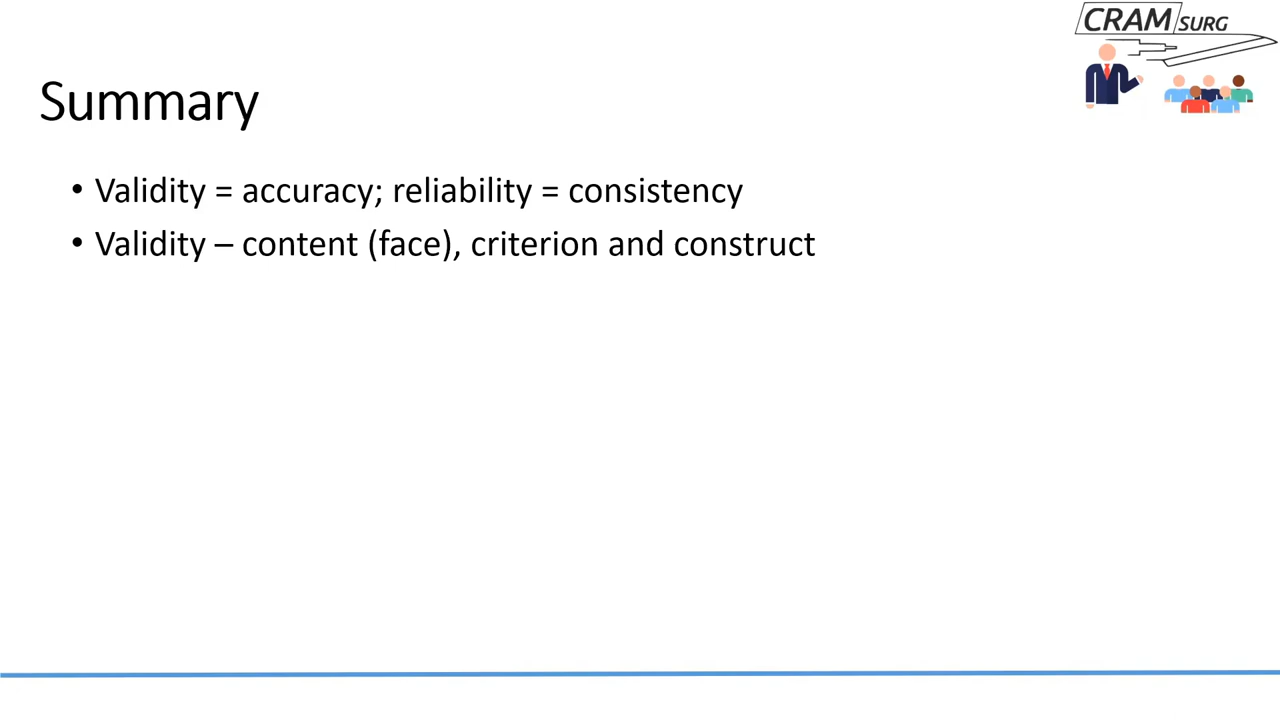 CRAM SURG
Summary
• Validity = accuracy; reliability = consistency
• Validity – content (face), criterion and construct